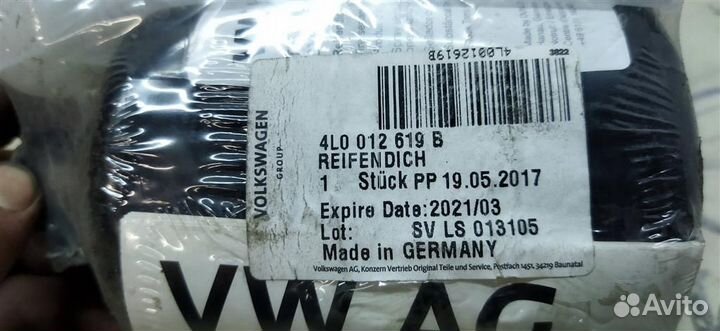 4L0012619B
3822
VOLKSWAGEN
GROUP
4L0 012 619 B
REIFENDICH
1 Stück PP 19.05.2017
Expire Date:2021/03
Lot: SV LS 013105
Made in GERMANY
Volkswagen AG, Konzern Vertrieb Original Teile und Service, Postfach 1451, 34219 Baunatal
VW AG
Avito